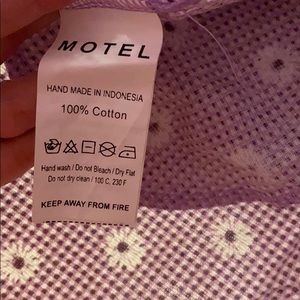 MOTEL
HAND MADE IN INDONESIA
100% Cotton
Hand wash / Do not Bleach / Dry Flat
Do not dry clean / 100 C, 230 F
KEEP AWAY FROM FIRE